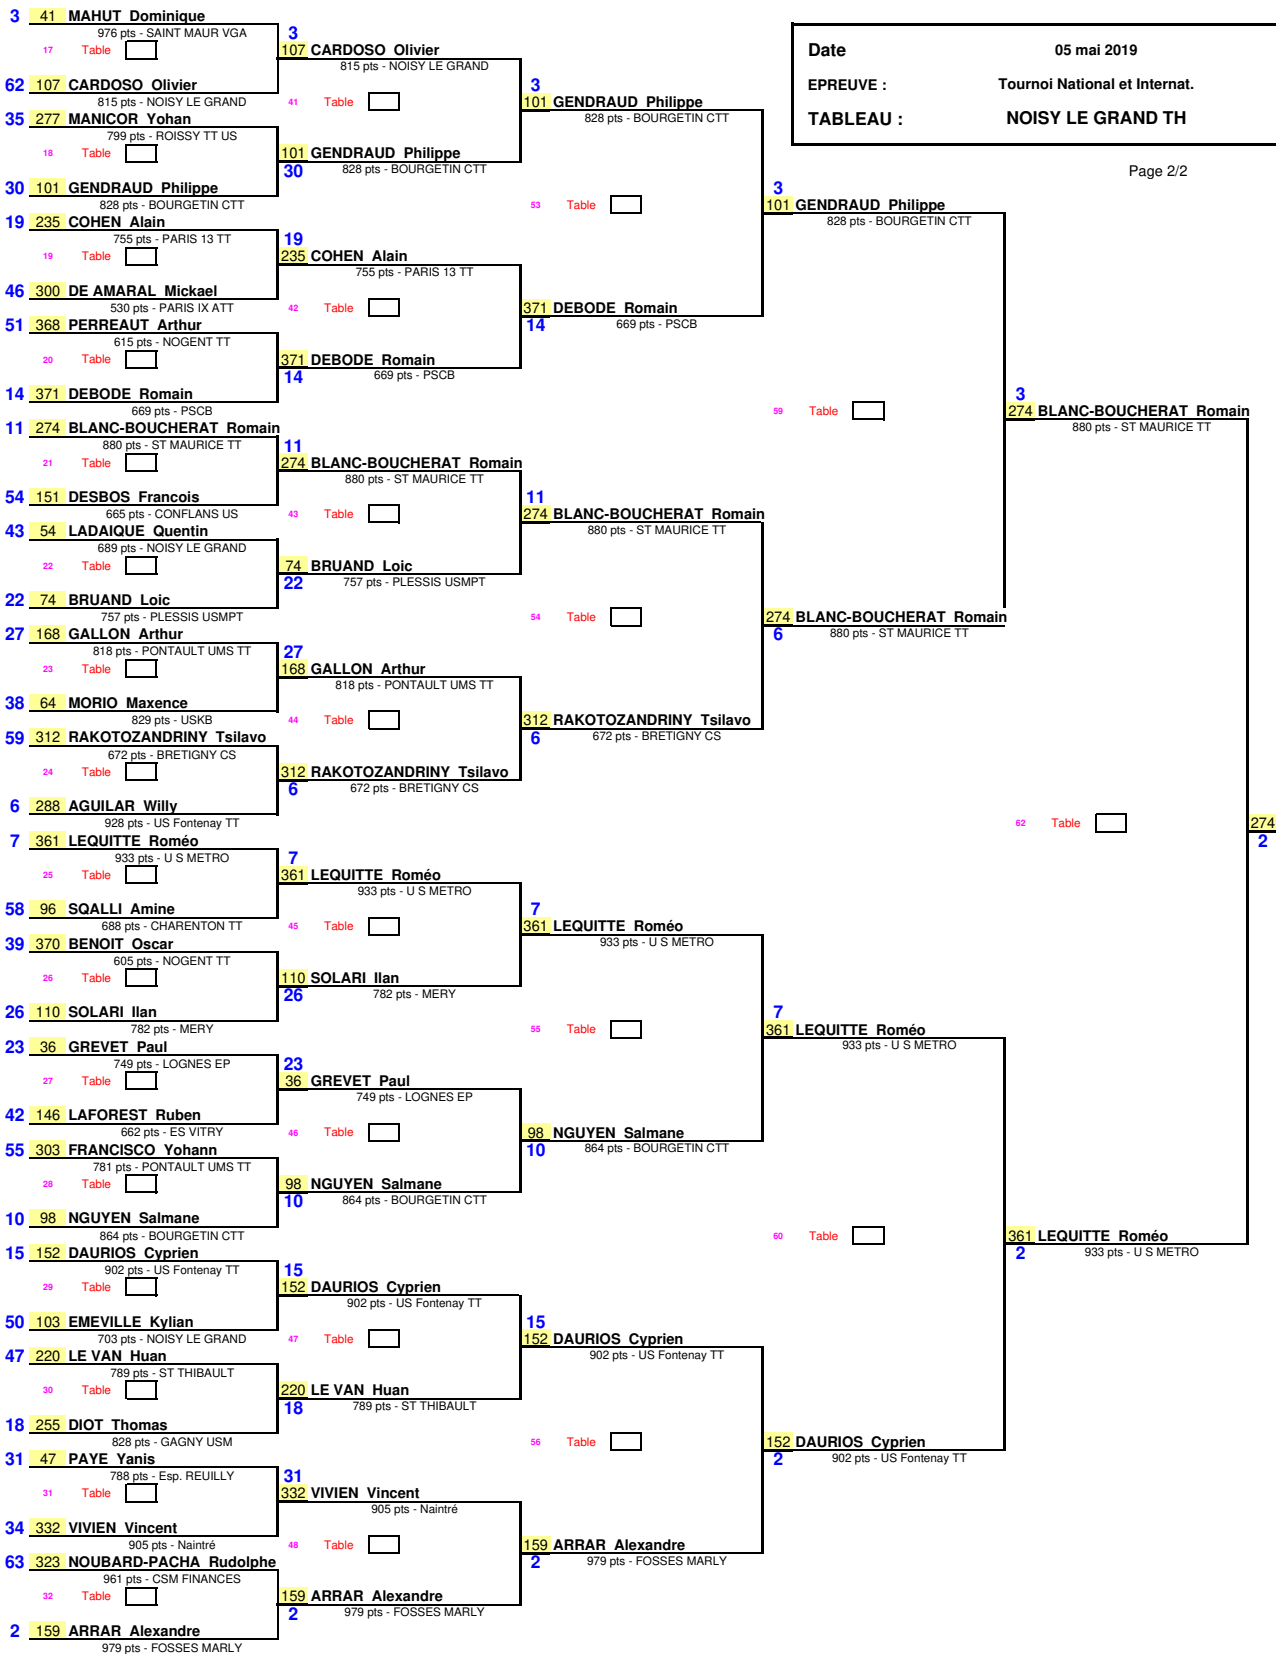 Date 05 mai 2019
EPREUVE : Tournoi National et Internat.
TABLEAU : NOISY LE GRAND TH
Page 2/2
3 41 MAHUT Dominique
976 pts - SAINT MAUR VGA
17 Table
62 107 CARDOSO Olivier
815 pts - NOISY LE GRAND
35 277 MANICOR Yohan
799 pts - ROISSY TT US
18 Table
30 101 GENDRAUD Philippe
828 pts - BOURGETIN CTT
19 235 COHEN Alain
755 pts - PARIS 13 TT
19 Table
46 300 DE AMARAL Mickael
530 pts - PARIS IX ATT
51 368 PERREAUT Arthur
615 pts - NOGENT TT
20 Table
14 371 DEBODE Romain
669 pts - PSCB
11 274 BLANC-BOUCHERAT Romain
880 pts - ST MAURICE TT
21 Table
54 151 DESBOS Francois
665 pts - CONFLANS US
43 54 LADAIQUE Quentin
689 pts - NOISY LE GRAND
22 Table
22 74 BRUAND Loic
757 pts - PLESSIS USMPT
27 168 GALLON Arthur
818 pts - PONTAULT UMS TT
23 Table
38 64 MORIO Maxence
829 pts - USKB
59 312 RAKOTOZANDRINY Tsilavo
672 pts - BRETIGNY CS
24 Table
6 288 AGUILAR Willy
928 pts - US Fontenay TT
7 361 LEQUITTE Roméo
933 pts - U S METRO
25 Table
58 96 SQALLI Amine
688 pts - CHARENTON TT
39 370 BENOIT Oscar
605 pts - NOGENT TT
26 Table
26 110 SOLARI Ilan
782 pts - MERY
23 36 GREVET Paul
749 pts - LOGNES EP
27 Table
42 146 LAFOREST Ruben
662 pts - ES VITRY
55 303 FRANCISCO Yohann
781 pts - PONTAULT UMS TT
28 Table
10 98 NGUYEN Salmane
864 pts - BOURGETIN CTT
15 152 DAURIOS Cyprien
902 pts - US Fontenay TT
29 Table
50 103 EMEVILLE Kylian
703 pts - NOISY LE GRAND
47 220 LE VAN Huan
789 pts - ST THIBAULT
30 Table
18 255 DIOT Thomas
828 pts - GAGNY USM
31 47 PAYE Yanis
788 pts - Esp. REUILLY
31 Table
34 332 VIVIEN Vincent
905 pts - Naintré
63 323 NOUBARD-PACHA Rudolphe
961 pts - CSM FINANCES
32 Table
2 159 ARRAR Alexandre
979 pts - FOSSES MARLY
3
107 CARDOSO Olivier
815 pts - NOISY LE GRAND
41 Table
101 GENDRAUD Philippe
30 828 pts - BOURGETIN CTT
19
235 COHEN Alain
755 pts - PARIS 13 TT
42 Table
371 DEBODE Romain
14 669 pts - PSCB
11
274 BLANC-BOUCHERAT Romain
880 pts - ST MAURICE TT
43 Table
74 BRUAND Loic
22 757 pts - PLESSIS USMPT
27
168 GALLON Arthur
818 pts - PONTAULT UMS TT
44 Table
312 RAKOTOZANDRINY Tsilavo
6 672 pts - BRETIGNY CS
7
361 LEQUITTE Roméo
933 pts - U S METRO
45 Table
110 SOLARI Ilan
26 782 pts - MERY
23
36 GREVET Paul
749 pts - LOGNES EP
46 Table
98 NGUYEN Salmane
10 864 pts - BOURGETIN CTT
15
152 DAURIOS Cyprien
902 pts - US Fontenay TT
47 Table
220 LE VAN Huan
18 789 pts - ST THIBAULT
31
332 VIVIEN Vincent
905 pts - Naintré
48 Table
159 ARRAR Alexandre
2 979 pts - FOSSES MARLY
3
101 GENDRAUD Philippe
828 pts - BOURGETIN CTT
53 Table
371 DEBODE Romain
14 669 pts - PSCB
11
274 BLANC-BOUCHERAT Romain
880 pts - ST MAURICE TT
54 Table
312 RAKOTOZANDRINY Tsilavo
6 672 pts - BRETIGNY CS
7
361 LEQUITTE Roméo
933 pts - U S METRO
55 Table
98 NGUYEN Salmane
10 864 pts - BOURGETIN CTT
15
152 DAURIOS Cyprien
902 pts - US Fontenay TT
56 Table
159 ARRAR Alexandre
2 979 pts - FOSSES MARLY
3
101 GENDRAUD Philippe
828 pts - BOURGETIN CTT
59 Table
274 BLANC-BOUCHERAT Romain
6 880 pts - ST MAURICE TT
7
361 LEQUITTE Roméo
933 pts - U S METRO
60 Table
152 DAURIOS Cyprien
2 902 pts - US Fontenay TT
3
274 BLANC-BOUCHERAT Romain
880 pts - ST MAURICE TT
62 Table
361 LEQUITTE Roméo
2 933 pts - U S METRO
274
2